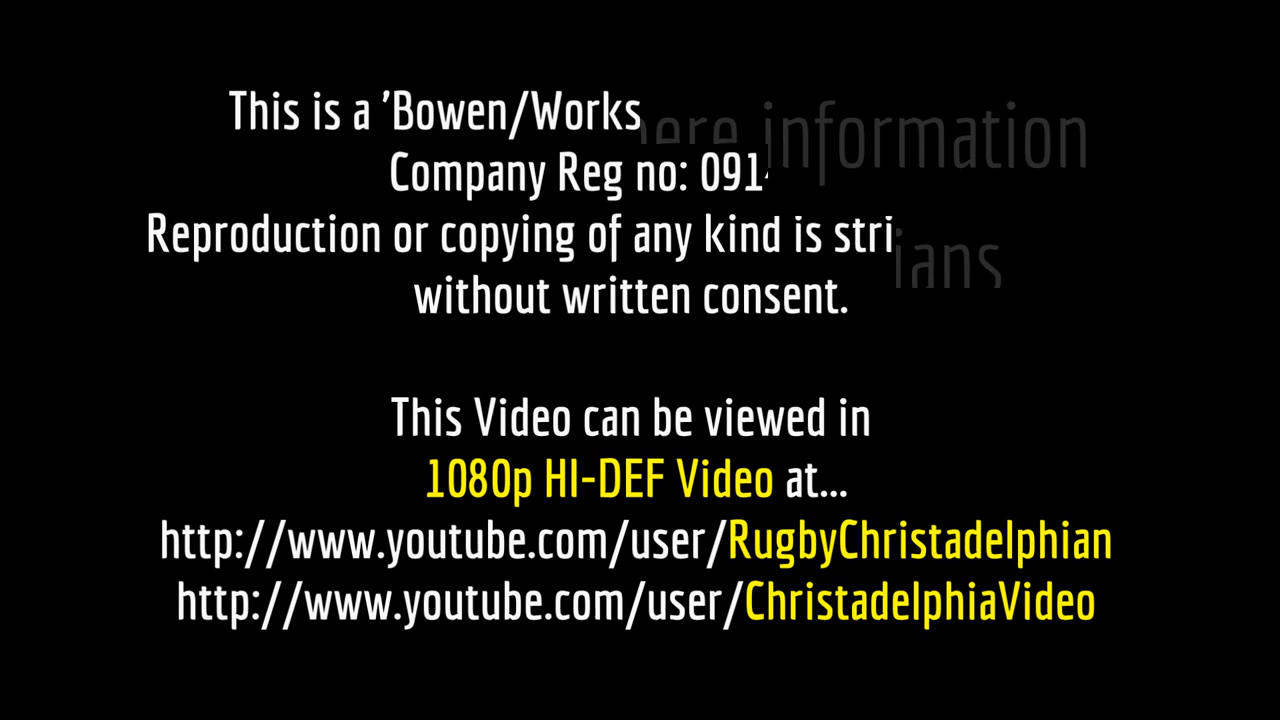 This is a 'Bowen/Works
information
Company Reg no: 091
Reproduction or copying of any kind is stri
without written consent.
This Video can be viewed in
1080p HI-DEF Video at...
http://www.youtube.com/user/RugbyChristadelphian
http://www.youtube.com/user/ChristadelphiaVideo